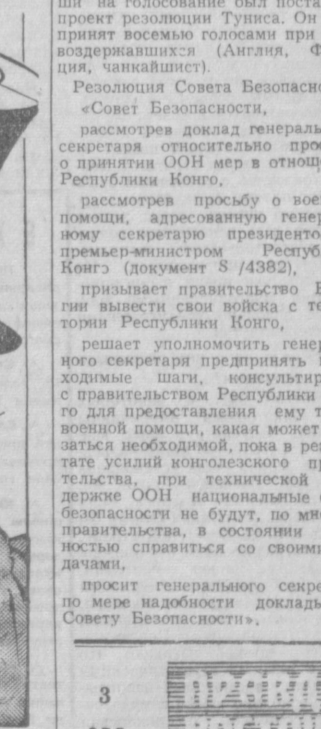 ши на голосование был поста
проект резолюции Туниса. Он
принят восемью голосами при
воздержавшихся (Англия, Ф
ция, чанкайшист).
Резолюция Совета Безопасно
«Совет Безопасности,
рассмотрев доклад генераль
секретаря относительно прос
о принятии ООН мер в отнош
Республики Конго,
рассмотрев просьбу о вое
помощи, адресованную генер
ному секретарю президенто
премьер-министром Респуб
Конго (документ S /4382),
призывает правительство Б
гии вывести свои войска с те
тории Республики Конго,
решает уполномочить генер
ного секретаря предпринять
ходимые шаги, консультир
с правительством Республики
го для предоставления ему т
военной помощи, какая может
заться необходимой, пока в рез
тате усилий конголезского пр
тельства, при технической
держке ООН национальные
безопасности не будут, по мн
правительства, в состоянии
ностью справиться со своими
дачами,
просит генерального секре
по мере надобности доклады
Совету Безопасности».
3